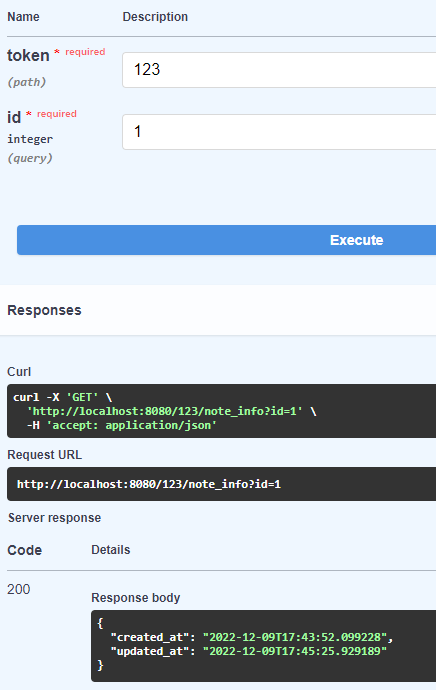 Name Description
token * required
123
(path)
id * required
integer
1
(query)
Execute
Responses
Curl
curl -X 'GET' \
'http://localhost:8080/123/note_info?id=1' \
-H 'accept: application/json'
Request URL
http://localhost:8080/123/note_info?id=1
Server response
Code Details
200
Response body
{
"created_at": "2022-12-09T17:43:52.099228",
"updated_at": "2022-12-09T17:45:25.929189"
}